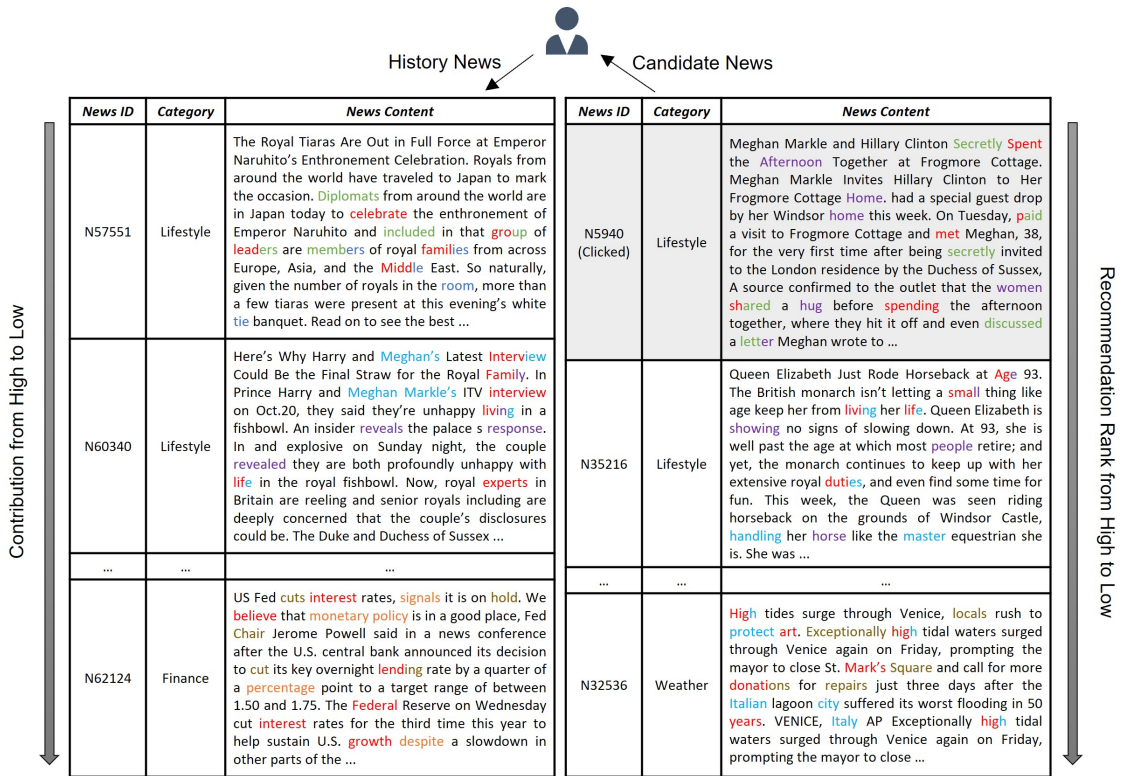 History News
Candidate News
Contribution from High to Low
News ID Category News Content
N57551
Lifestyle
The Royal Tiaras Are Out in Full Force at Emperor
Naruhito's Enthronement Celebration. Royals from
around the world have traveled to Japan to mark
the occasion. Diplomats from around the world are
in Japan today to celebrate the enthronement of
Emperor Naruhito and included in that group of
leaders are members of royal families from across
Europe, Asia, and the Middle East. So naturally,
given the number of royals in the room, more than
a few tiaras were present at this evening's white
tie banquet. Read on to see the best ...
N60340
Lifestyle
Here's Why Harry and Meghan's Latest Interview
Could Be the Final Straw for the Royal Family. In
Prince Harry and Meghan Markle's ITV interview
on Oct.20, they said they're unhappy living in a
fishbowl. An insider reveals the palace s response.
In and explosive on Sunday night, the couple
revealed they are both profoundly unhappy with
life in the royal fishbowl. Now, royal experts in
Britain are reeling and senior royals including are
deeply concerned that the couple's disclosures
could be. The Duke and Duchess of Sussex ...
... ... ...
N62124
Finance
US Fed cuts interest rates, signals it is on hold. We
believe that monetary policy is in a good place, Fed
Chair Jerome Powell said in a news conference
after the U.S. central bank announced its decision
to cut its key overnight lending rate by a quarter of
a percentage point to a target range of between
1.50 and 1.75. The Federal Reserve on Wednesday
cut interest rates for the third time this year to
help sustain U.S. growth despite a slowdown in
other parts of the ...
News ID Category News Content
N5940
(Clicked)
Lifestyle
Meghan Markle and Hillary Clinton Secretly Spent
the Afternoon Together at Frogmore Cottage.
Meghan Markle Invites Hillary Clinton to Her
Frogmore Cottage Home. had a special guest drop
by her Windsor home this week. On Tuesday, paid
a visit to Frogmore Cottage and met Meghan, 38,
for the very first time after being secretly invited
to the London residence by the Duchess of Sussex,
A source confirmed to the outlet that the women
shared a hug before spending the afternoon
together, where they hit it off and even discussed
a letter Meghan wrote to ...
N35216
Lifestyle
Queen Elizabeth Just Rode Horseback at Age 93.
The British monarch isn't letting a small thing like
age keep her from living her life. Queen Elizabeth is
showing no signs of slowing down. At 93, she is
well past the age at which most people retire; and
yet, the monarch continues to keep up with her
extensive royal duties, and even find some time for
fun. This week, the Queen was seen riding
horseback on the grounds of Windsor Castle,
handling her horse like the master equestrian she
is. She was ...
... ... ...
N32536
Weather
High tides surge through Venice, locals rush to
protect art. Exceptionally high tidal waters surged
through Venice again on Friday, prompting the
mayor to close St. Mark's Square and call for more
donations for repairs just three days after the
Italian lagoon city suffered its worst flooding in 50
years. VENICE, Italy AP Exceptionally high tidal
waters surged through Venice again on Friday,
prompting the mayor to close ...
Recommendation Rank from High to Low